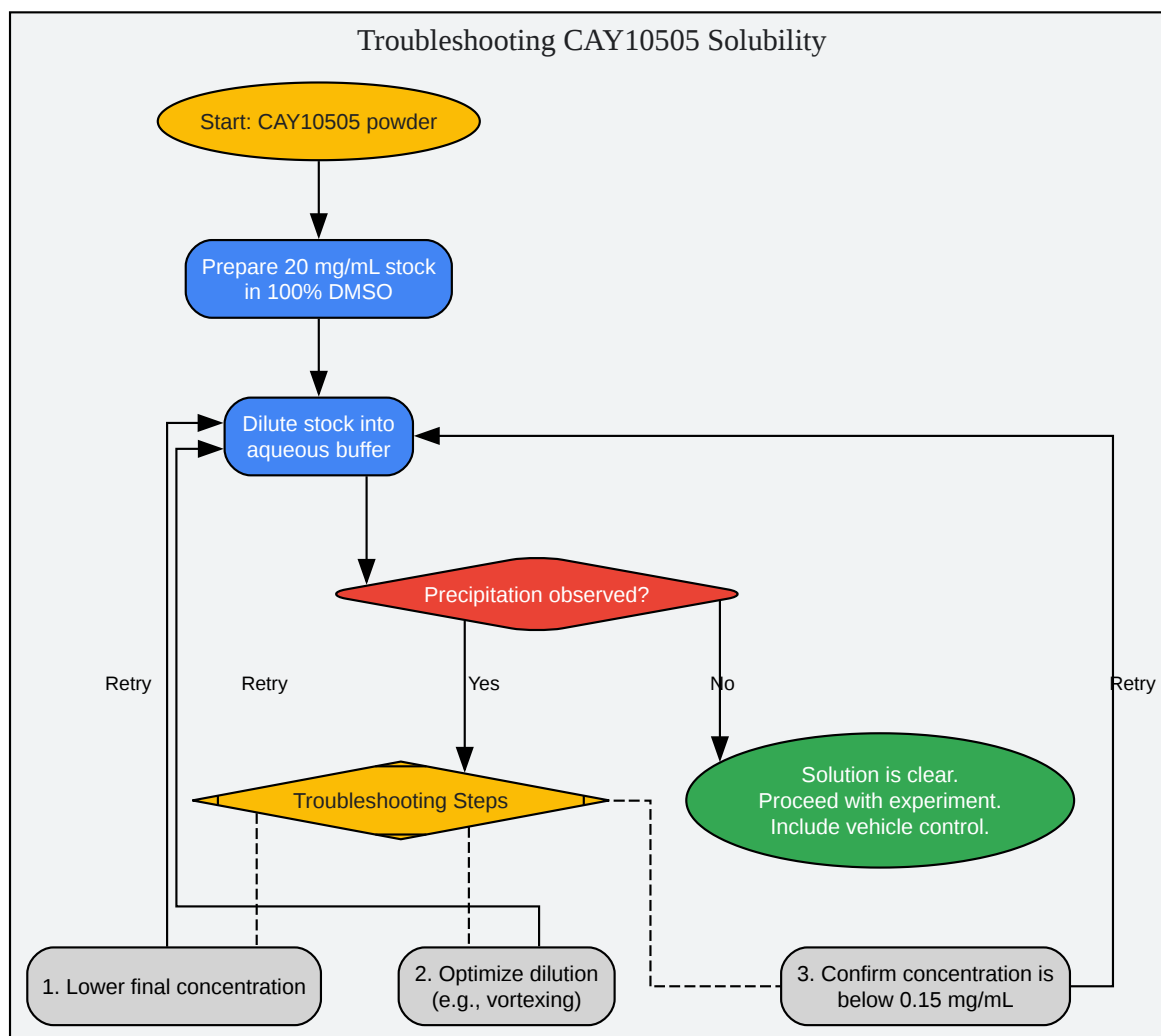 Troubleshooting CAY10505 Solubility
Start: CAY10505 powder
Prepare 20 mg/mL stock
in 100% DMSO
Dilute stock into
aqueous buffer
Precipitation observed?
Retry
Retry
Yes
No
Retry
Troubleshooting Steps
Solution is clear.
Proceed with experiment.
Include vehicle control.
1. Lower final concentration
2. Optimize dilution
(e.g., vortexing)
3. Confirm concentration is
below 0.15 mg/mL